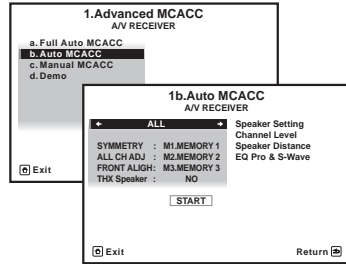 1.Advanced MCACC
A/V RECEIVER
a. Full Auto MCACC
b. Auto MCACC
c. Manual MCACC
d. Demo
Exit
1b.Auto MCACC
A/V RECEIVER
ALL
SYMMETRY : M1.MEMORY 1
ALL CH ADJ : M2.MEMORY 2
FRONT ALIGH: M3.MEMORY 3
THX Speaker : NO
START
Speaker Setting
Channel Level
Speaker Distance
EQ Pro & S-Wave
Exit
Return